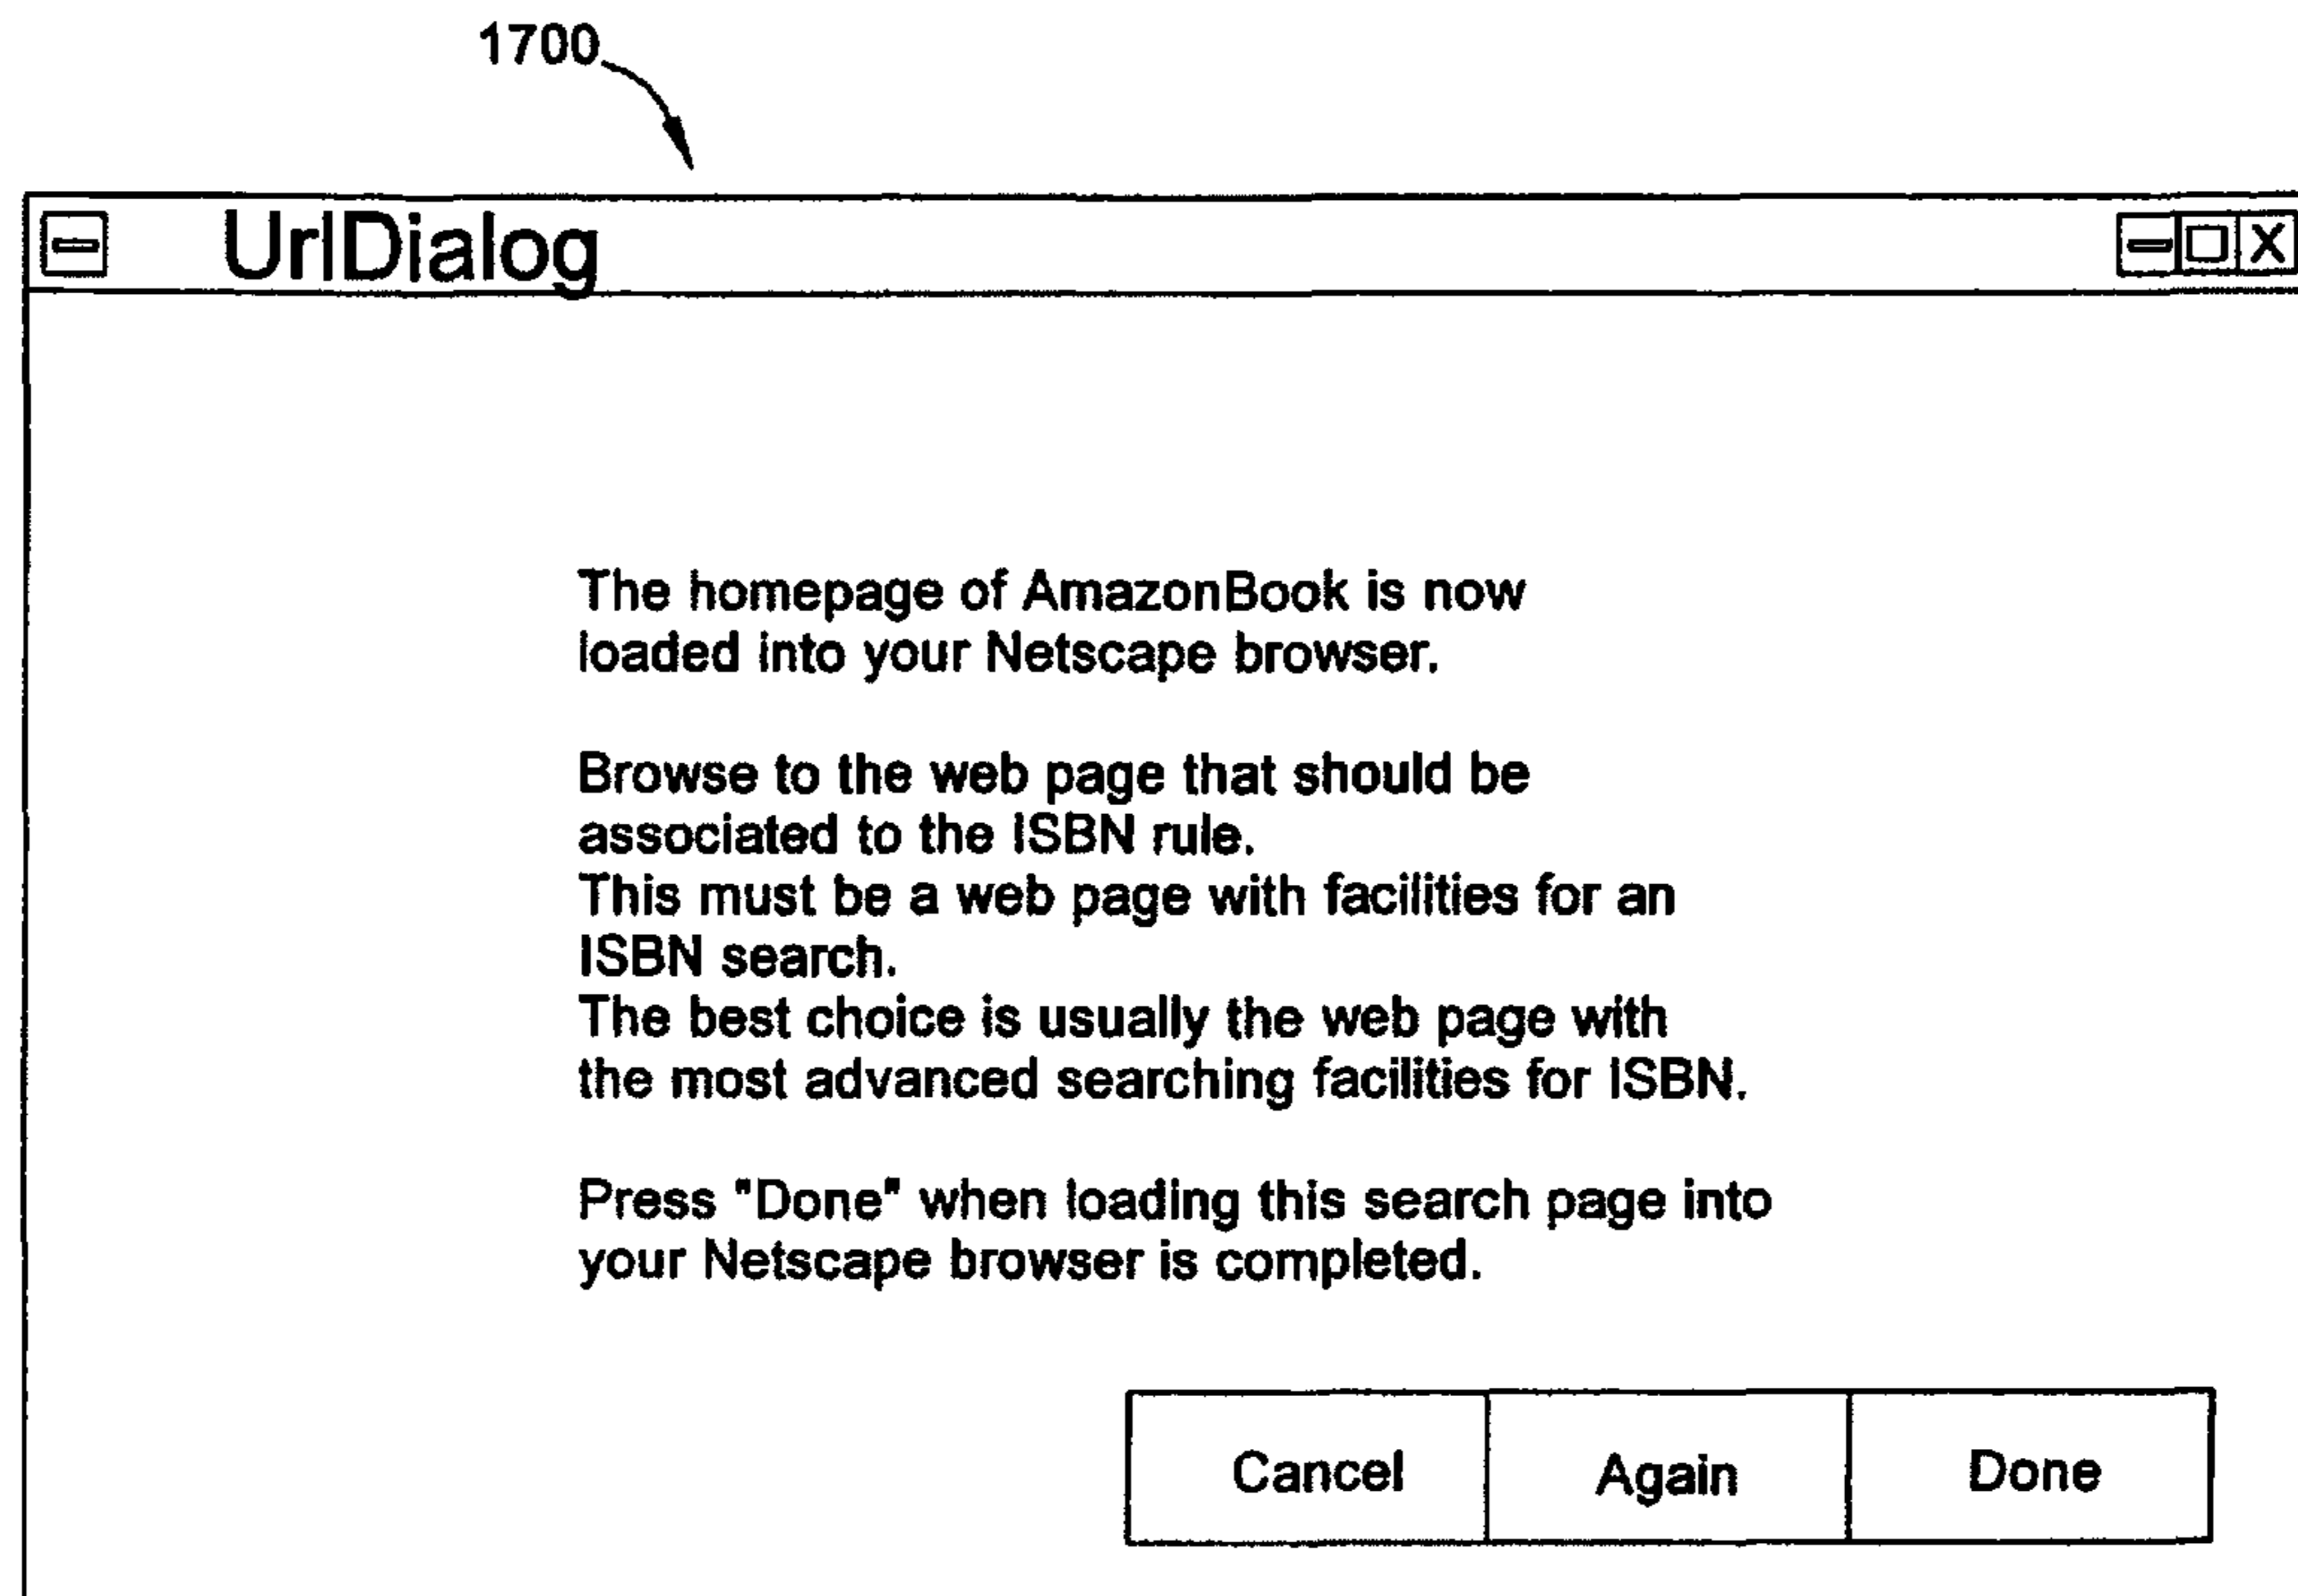 1700
UrlDialog
The homepage of AmazonBook is now
loaded into your Netscape browser.
Browse to the web page that should be
associated to the ISBN rule.
This must be a web page with facilities for an
ISBN search.
The best choice is usually the web page with
the most advanced searching facilities for ISBN.
Press "Done" when loading this search page into
your Netscape browser is completed.
Cancel Again Done